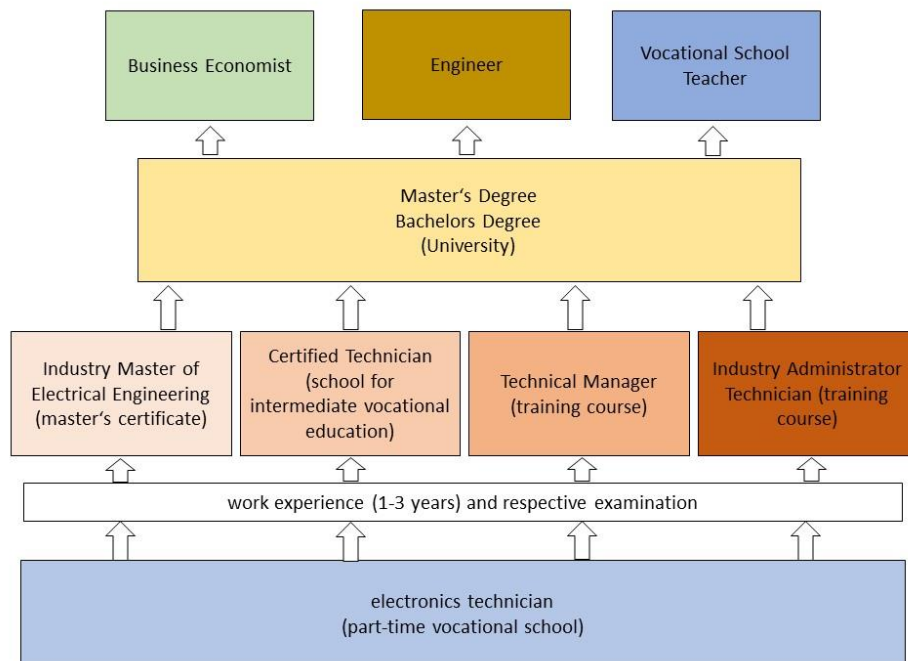 Business Economist
Engineer
Vocational School
Teacher
Master‘s Degree
Bachelors Degree
(University)
Industry Master of
Electrical Engineering
(master‘s certificate)
Certified Technician
(school for
intermediate vocational
education)
Technical Manager
(training course)
Industry Administrator
Technician (training
course)
work experience (1-3 years) and respective examination
electronics technician
(part-time vocational school)